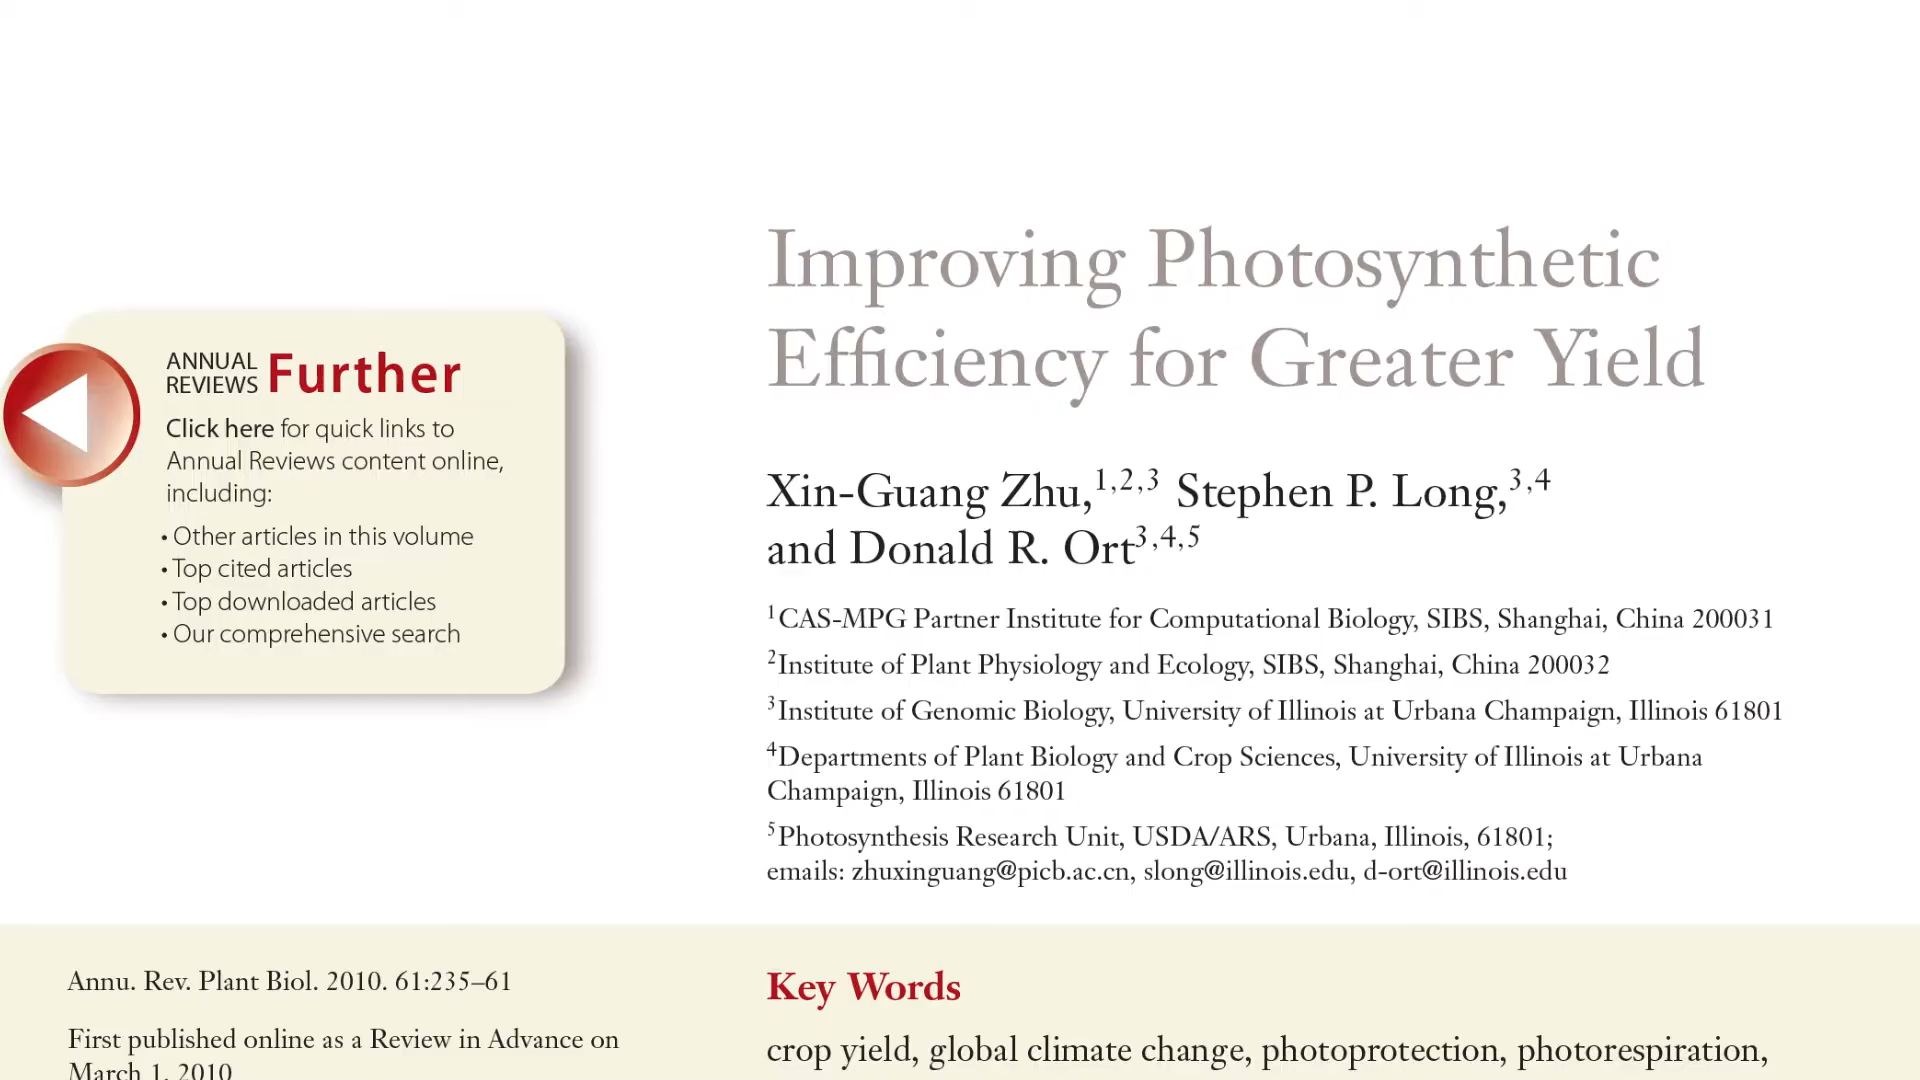 Improving Photosynthetic
Efficiency for Greater Yield
ANNUAL
REVIEWS Further
Click here for quick links to
Annual Reviews content online,
including:
• Other articles in this volume
• Top cited articles
• Top downloaded articles
• Our comprehensive search
Xin-Guang Zhu,1,2,3 Stephen P. Long,3,4
and Donald R. Ort3,4,5
1CAS-MPG Partner Institute for Computational Biology, SIBS, Shanghai, China 200031
2Institute of Plant Physiology and Ecology, SIBS, Shanghai, China 200032
3Institute of Genomic Biology, University of Illinois at Urbana Champaign, Illinois 61801
4Departments of Plant Biology and Crop Sciences, University of Illinois at Urbana
Champaign, Illinois 61801
5Photosynthesis Research Unit, USDA/ARS, Urbana, Illinois, 61801;
emails: zhuxinguang@picb.ac.cn, slong@illinois.edu, d-ort@illinois.edu
Annu. Rev. Plant Biol. 2010. 61:235–61
First published online as a Review in Advance on
March 1, 2010
Key Words
crop yield, global climate change, photoprotection, photorespiration,